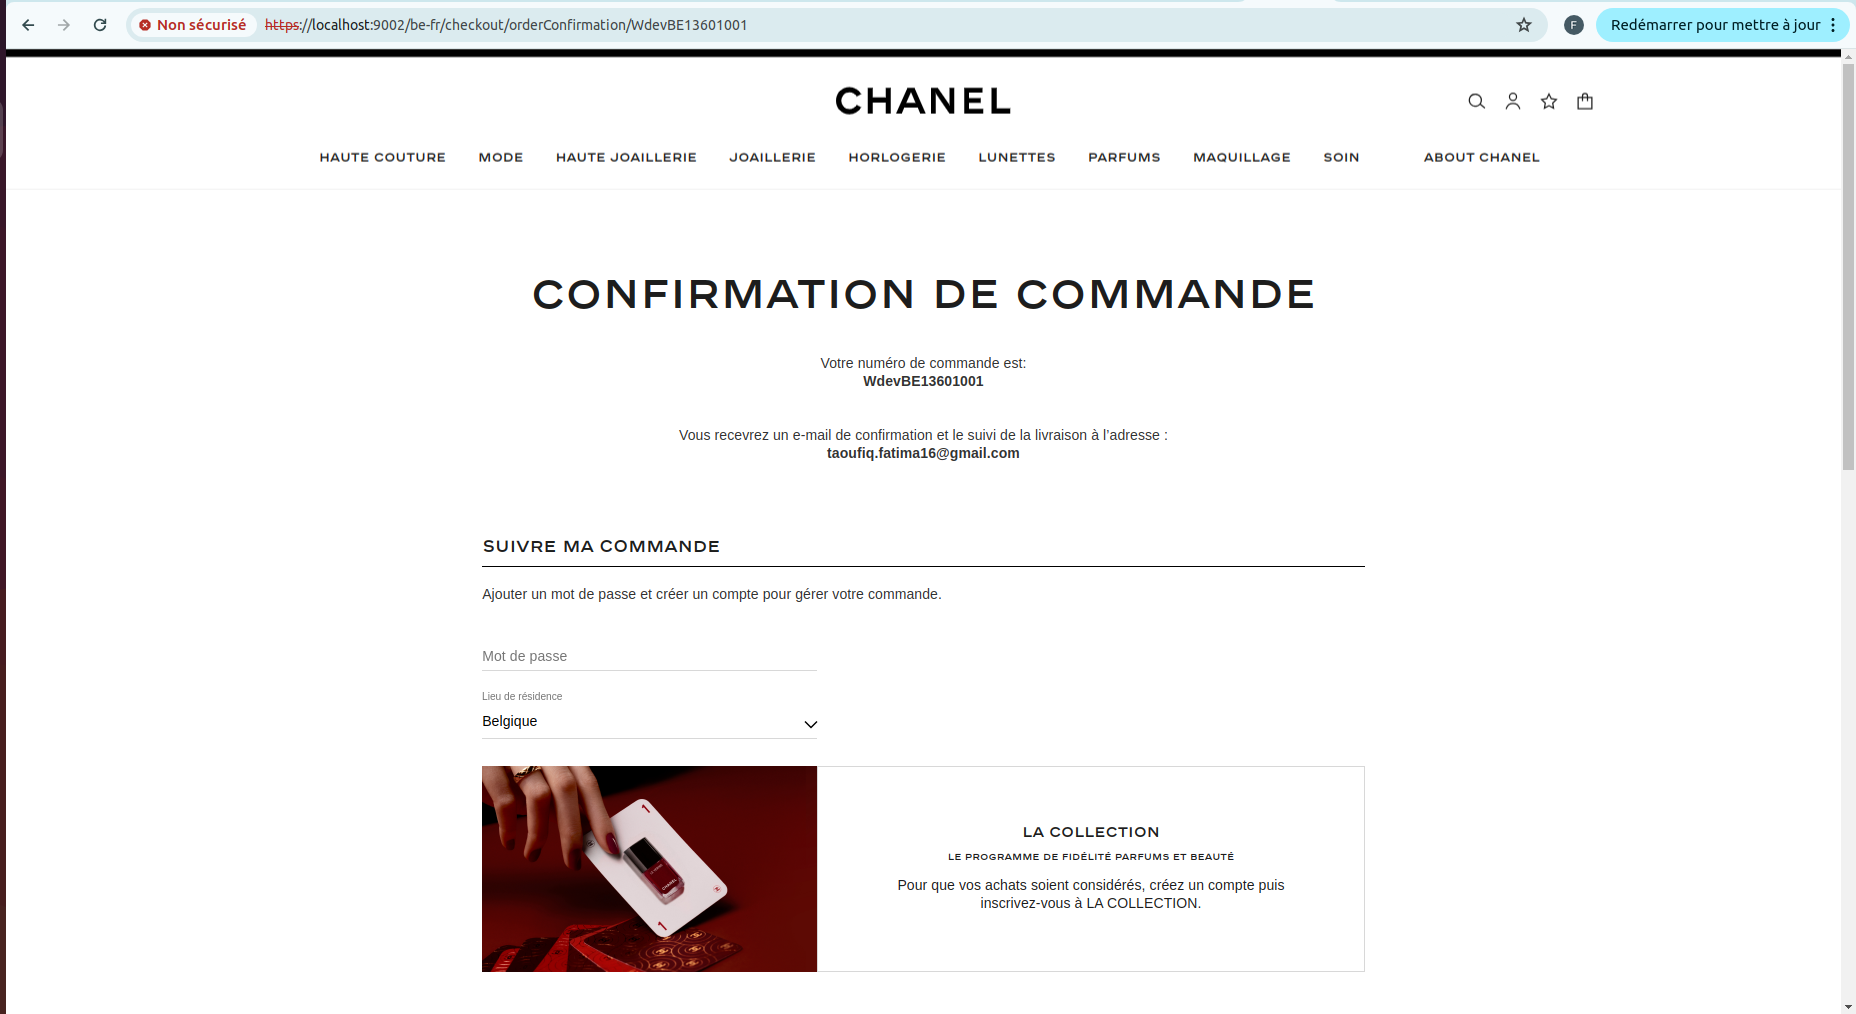 Non sécurisé https://localhost:9002/be-fr/checkout/orderConfirmation/WdevBE13601001 F Redémarrer pour mettre à jour
CHANEL
HAUTE COUTURE MODE HAUTE JOAILLERIE JOAILLERIE HORLOGERIE LUNETTES PARFUMS MAQUILLAGE SOIN ABOUT CHANEL
CONFIRMATION DE COMMANDE
Votre numéro de commande est:
WdevBE13601001
Vous recevrez un e-mail de confirmation et le suivi de la livraison à l’adresse :
taoufiq.fatima16@gmail.com
SUIVRE MA COMMANDE
Ajouter un mot de passe et créer un compte pour gérer votre commande.
Mot de passe
Lieu de résidence
Belgique
1
CHANEL
1
LA COLLECTION
LE PROGRAMME DE FIDÉLITÉ PARFUMS ET BEAUTÉ
Pour que vos achats soient considérés, créez un compte puis
inscrivez-vous à LA COLLECTION.